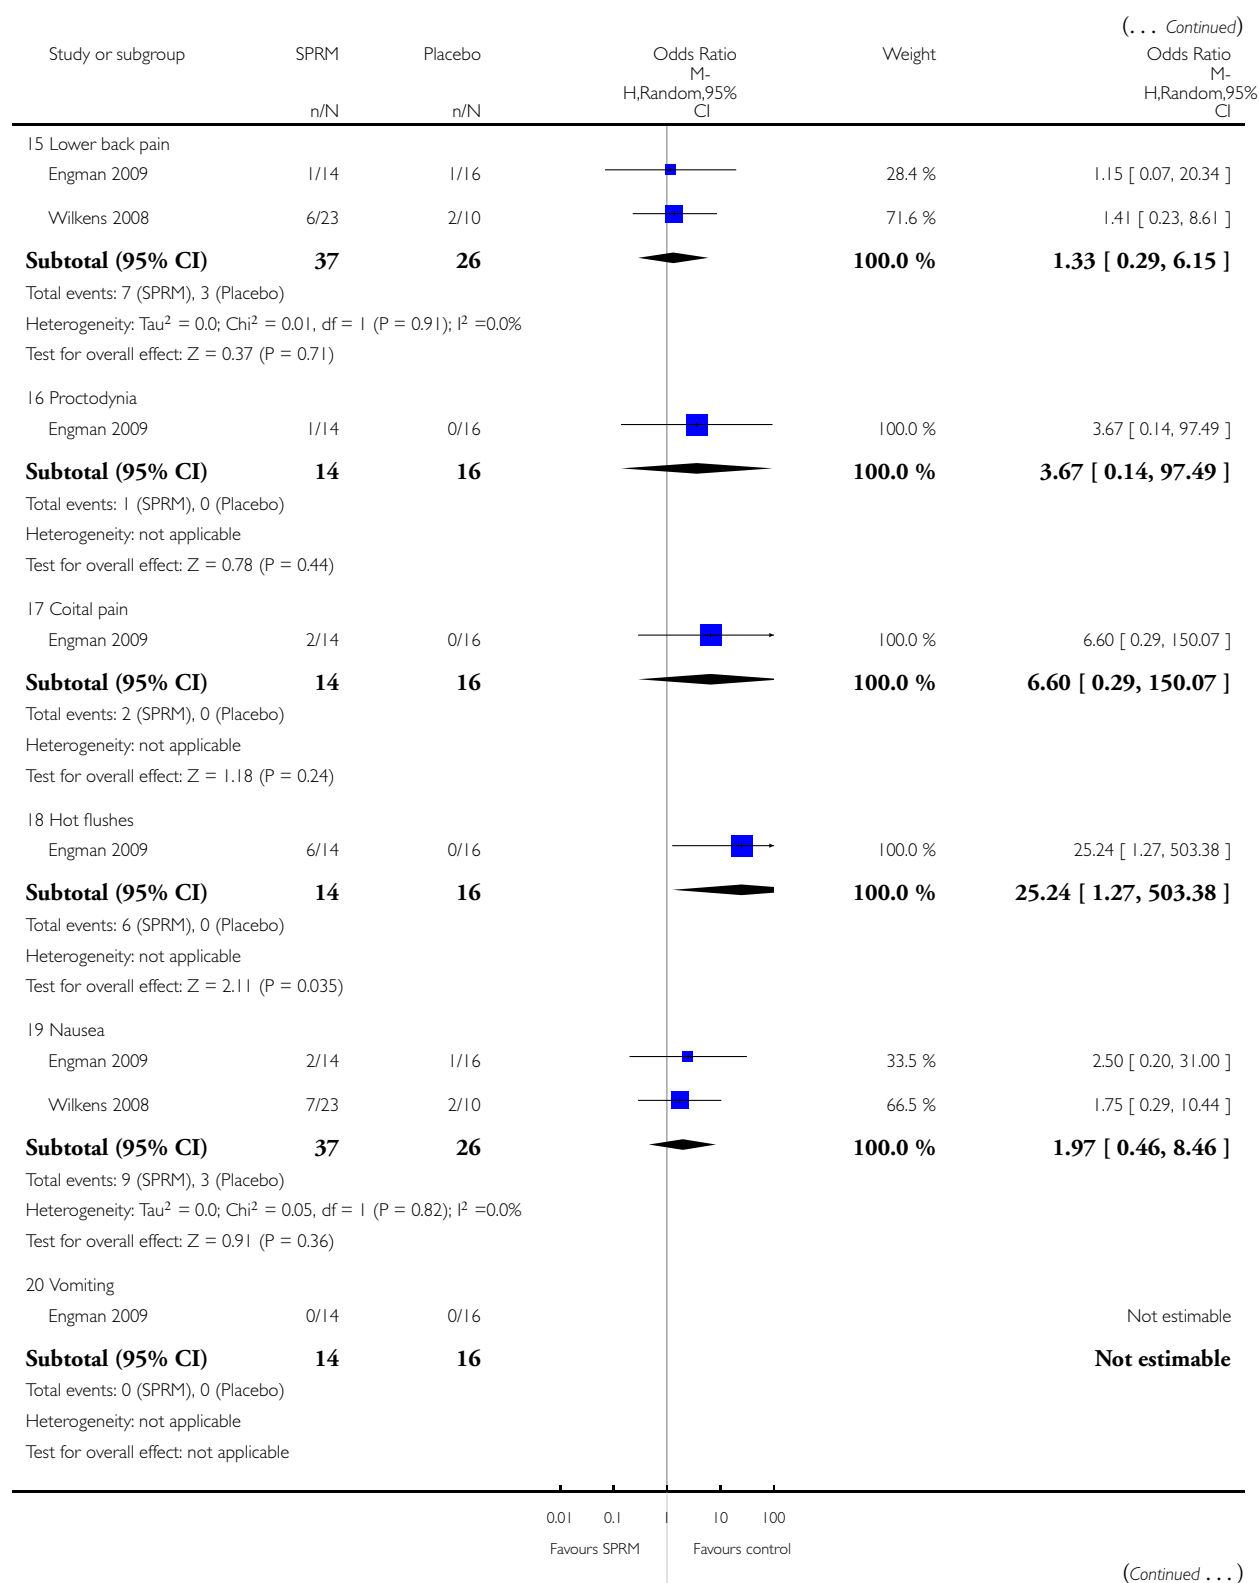 (... Continued)
Study or subgroup SPRM Placebo Odds Ratio Weight Odds Ratio
M-H,Random,95% CI M-H,Random,95% CI
n/N n/N
15 Lower back pain
Engman 2009 1/14 1/16 28.4 % 1.15 [ 0.07, 20.34 ]
Wilkens 2008 6/23 2/10 71.6 % 1.41 [ 0.23, 8.61 ]
Subtotal (95% CI) 37 26 100.0 % 1.33 [ 0.29, 6.15 ]
Total events: 7 (SPRM), 3 (Placebo)
Heterogeneity: Tau² = 0.0; Chi² = 0.01, df = 1 (P = 0.91); I² =0.0%
Test for overall effect: Z = 0.37 (P = 0.71)
16 Proctodynia
Engman 2009 1/14 0/16 100.0 % 3.67 [ 0.14, 97.49 ]
Subtotal (95% CI) 14 16 100.0 % 3.67 [ 0.14, 97.49 ]
Total events: 1 (SPRM), 0 (Placebo)
Heterogeneity: not applicable
Test for overall effect: Z = 0.78 (P = 0.44)
17 Coital pain
Engman 2009 2/14 0/16 100.0 % 6.60 [ 0.29, 150.07 ]
Subtotal (95% CI) 14 16 100.0 % 6.60 [ 0.29, 150.07 ]
Total events: 2 (SPRM), 0 (Placebo)
Heterogeneity: not applicable
Test for overall effect: Z = 1.18 (P = 0.24)
18 Hot flushes
Engman 2009 6/14 0/16 100.0 % 25.24 [ 1.27, 503.38 ]
Subtotal (95% CI) 14 16 100.0 % 25.24 [ 1.27, 503.38 ]
Total events: 6 (SPRM), 0 (Placebo)
Heterogeneity: not applicable
Test for overall effect: Z = 2.11 (P = 0.035)
19 Nausea
Engman 2009 2/14 1/16 33.5 % 2.50 [ 0.20, 31.00 ]
Wilkens 2008 7/23 2/10 66.5 % 1.75 [ 0.29, 10.44 ]
Subtotal (95% CI) 37 26 100.0 % 1.97 [ 0.46, 8.46 ]
Total events: 9 (SPRM), 3 (Placebo)
Heterogeneity: Tau² = 0.0; Chi² = 0.05, df = 1 (P = 0.82); I² =0.0%
Test for overall effect: Z = 0.91 (P = 0.36)
20 Vomiting
Engman 2009 0/14 0/16 Not estimable
Subtotal (95% CI) 14 16 Not estimable
Total events: 0 (SPRM), 0 (Placebo)
Heterogeneity: not applicable
Test for overall effect: not applicable
0.01 0.1 1 10 100
Favours SPRM Favours control
(Continued ...)